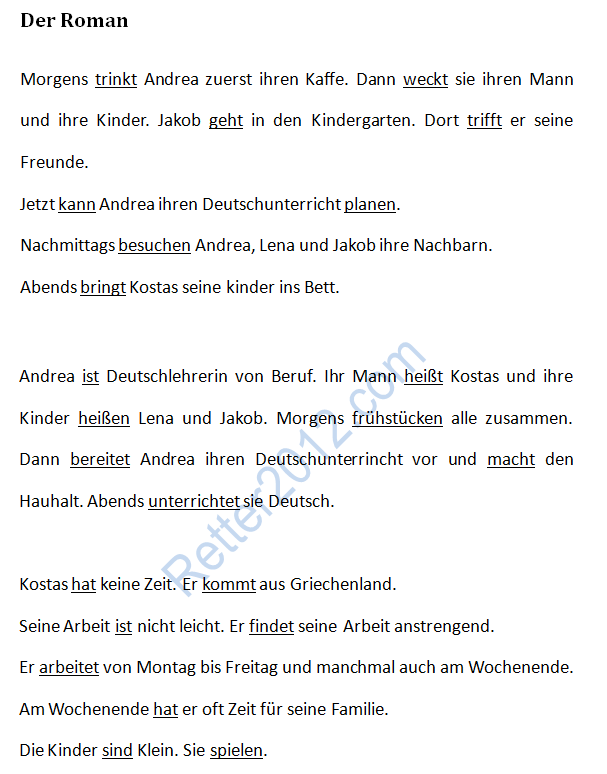 Der Roman
Morgens trinkt Andrea zuerst ihren Kaffe. Dann weckt sie ihren Mann
und ihre Kinder. Jakob geht in den Kindergarten. Dort trifft er seine
Freunde.
Jetzt kann Andrea ihren Deutschunterricht planen.
Nachmittags besuchen Andrea, Lena und Jakob ihre Nachbarn.
Abends bringt Kostas seine kinder ins Bett.
Andrea ist Deutschlehrerin von Beruf. Ihr Mann heißt Kostas und ihre
Kinder heißen Lena und Jakob. Morgens frühstücken alle zusammen.
Dann bereitet Andrea ihren Deutschunterrincht vor und macht den
Hauhalt. Abends unterrichtet sie Deutsch.
Retter2012.com
Kostas hat keine Zeit. Er kommt aus Griechenland.
Seine Arbeit ist nicht leicht. Er findet seine Arbeit anstrengend.
Er arbeitet von Montag bis Freitag und manchmal auch am Wochenende.
Am Wochenende hat er oft Zeit für seine Familie.
Die Kinder sind Klein. Sie spielen.